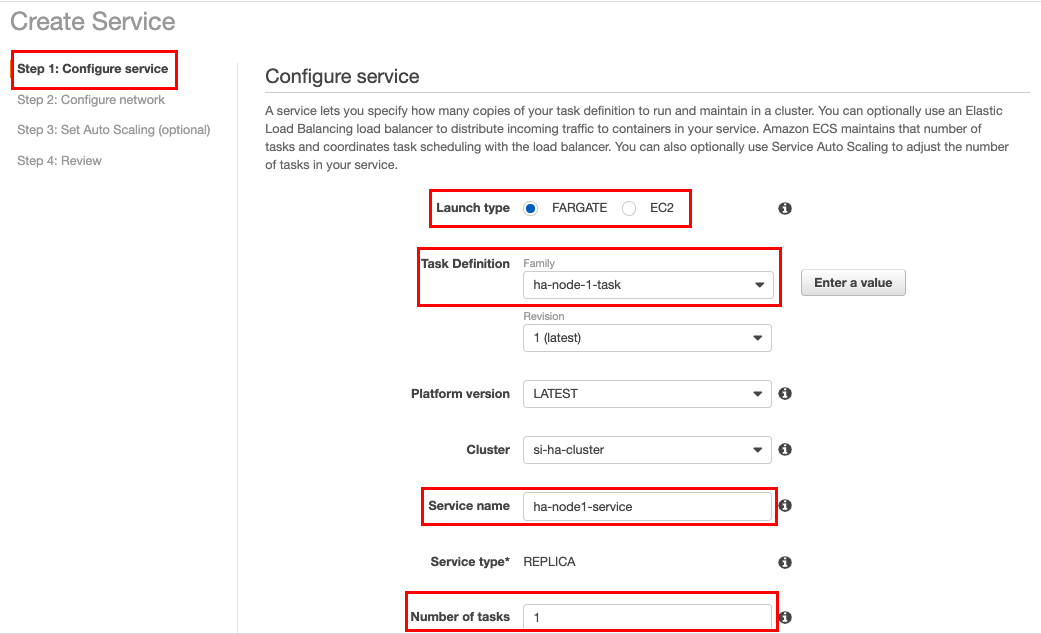 Create Service
Step 1: Configure service
Step 2: Configure network
Step 3: Set Auto Scaling (optional)
Step 4: Review
Configure service
A service lets you specify how many copies of your task definition to run and maintain in a cluster. You can optionally use an Elastic
Load Balancing load balancer to distribute incoming traffic to containers in your service. Amazon ECS maintains that number of
tasks and coordinates task scheduling with the load balancer. You can also optionally use Service Auto Scaling to adjust the number
of tasks in your service.
Launch type FARGATE EC2
Task Definition Family
ha-node-1-task Enter a value
Revision
1 (latest)
Platform version LATEST
Cluster si-ha-cluster
Service name ha-node1-service
Service type* REPLICA
Number of tasks 1